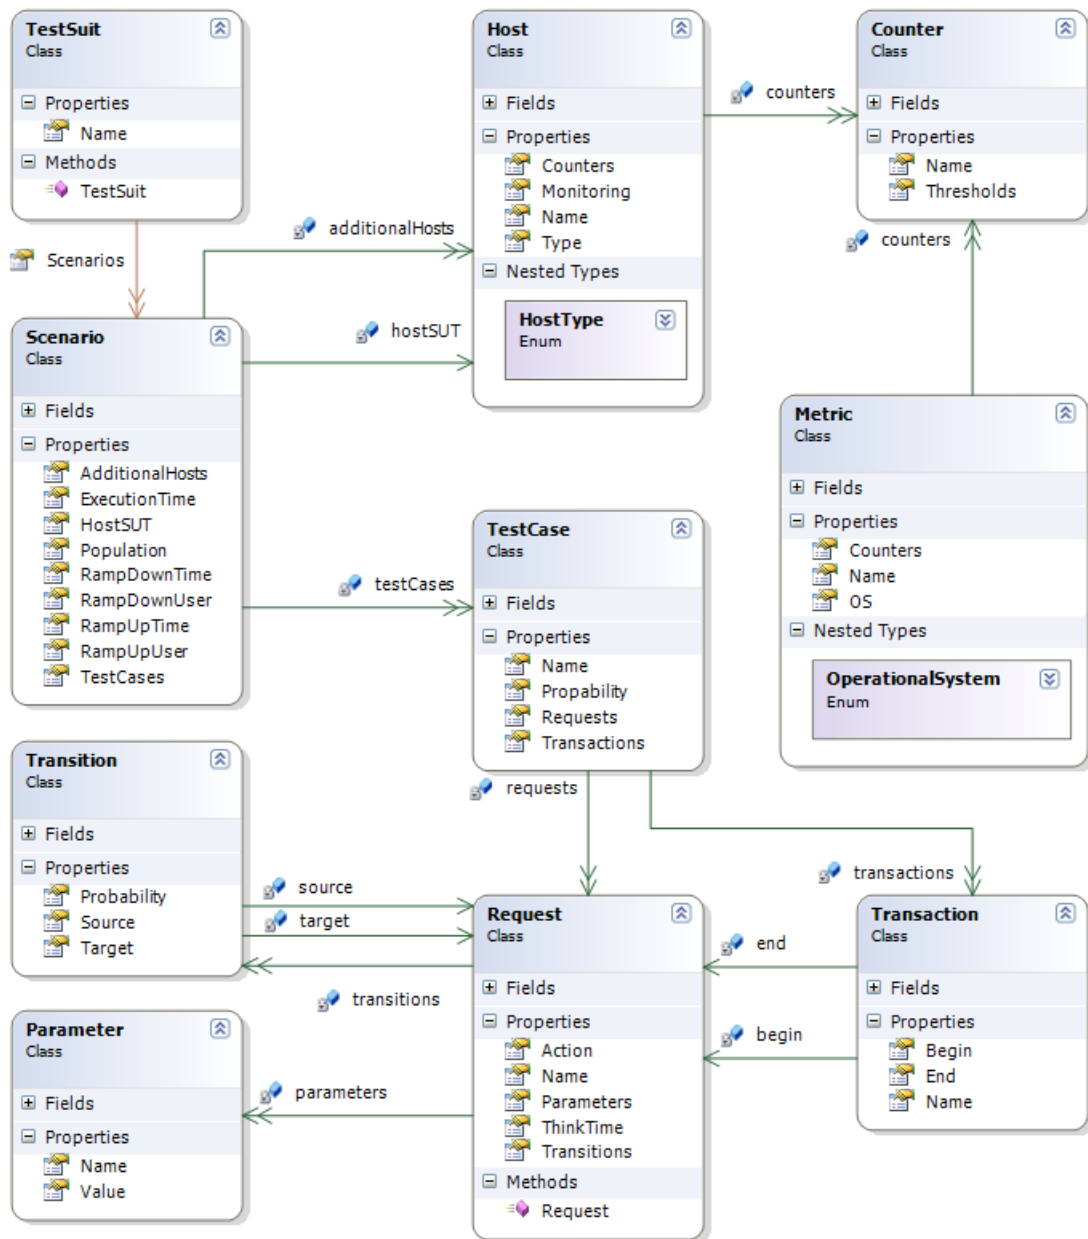 TestSuit
Class
Properties
Name
Methods
TestSuit
Scenarios
Host
Class
Fields
Properties
Counters
Monitoring
Name
Type
Nested Types
HostType
Enum
counters
Counter
Class
Fields
Properties
Name
Thresholds
counters
additionalHosts
hostSUT
Scenario
Class
Fields
Properties
AdditionalHosts
ExecutionTime
HostSUT
Population
RampDownTime
RampDownUser
RampUpTime
RampUpUser
TestCases
testCases
TestCase
Class
Fields
Properties
Name
Propability
Requests
Transactions
requests
Metric
Class
Fields
Properties
Counters
Name
OS
Nested Types
OperationalSystem
Enum
transactions
Transition
Class
Fields
Properties
Probability
Source
Target
source
target
transitions
Request
Class
Fields
Properties
Action
Name
Parameters
ThinkTime
Transitions
Methods
Request
end
begin
Transaction
Class
Fields
Properties
Begin
End
Name
Parameter
Class
Fields
Properties
Name
Value
parameters